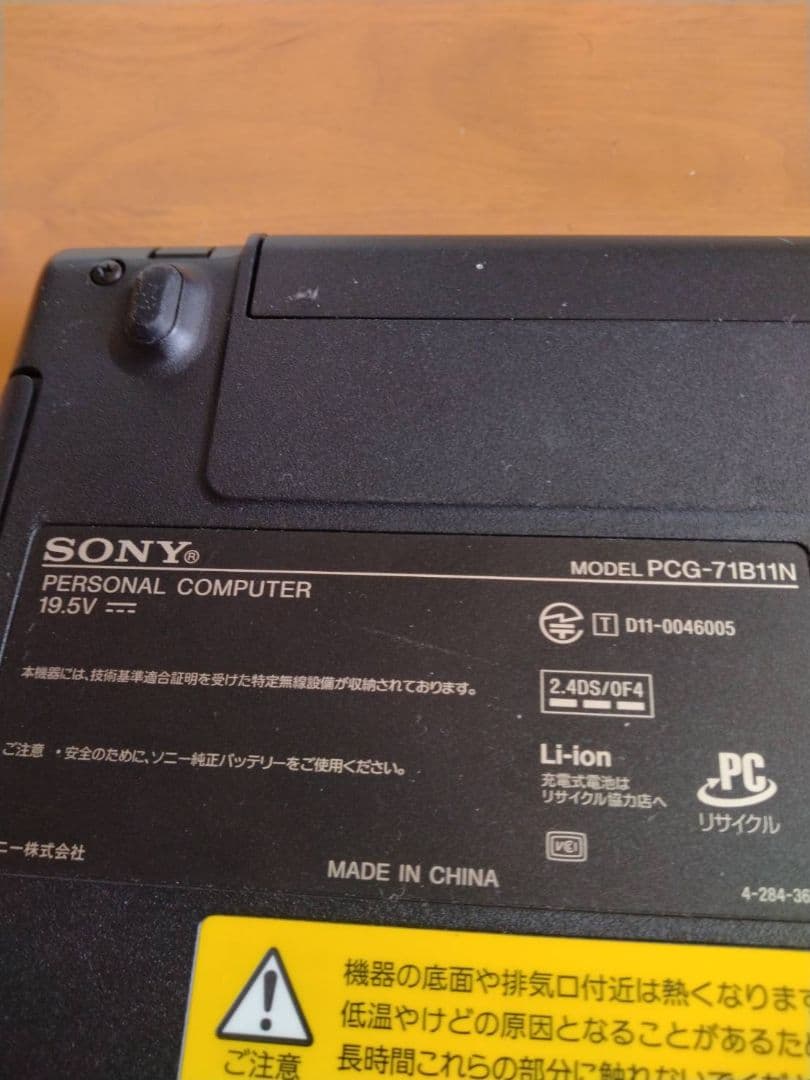 SONY®
MODEL PCG-71B11N
PERSONAL COMPUTER
19.5V
T D11-0046005
本機器には、技術基準適合証明を受けた特定無線設備が収納されております。
2.4DS/OF4
ご注意 ・安全のために、ソニー純正バッテリーをご使用ください。
Li-ion
充電式電池は
リサイクル協力店へ
PC
リサイクル
ニー株式会社
MADE IN CHINA
4-284-36
機器の底面や排気口付近は熱くなります
低温やけどの原因となることがあるため
長時間これらの部分に触れないでくだ
ご注意